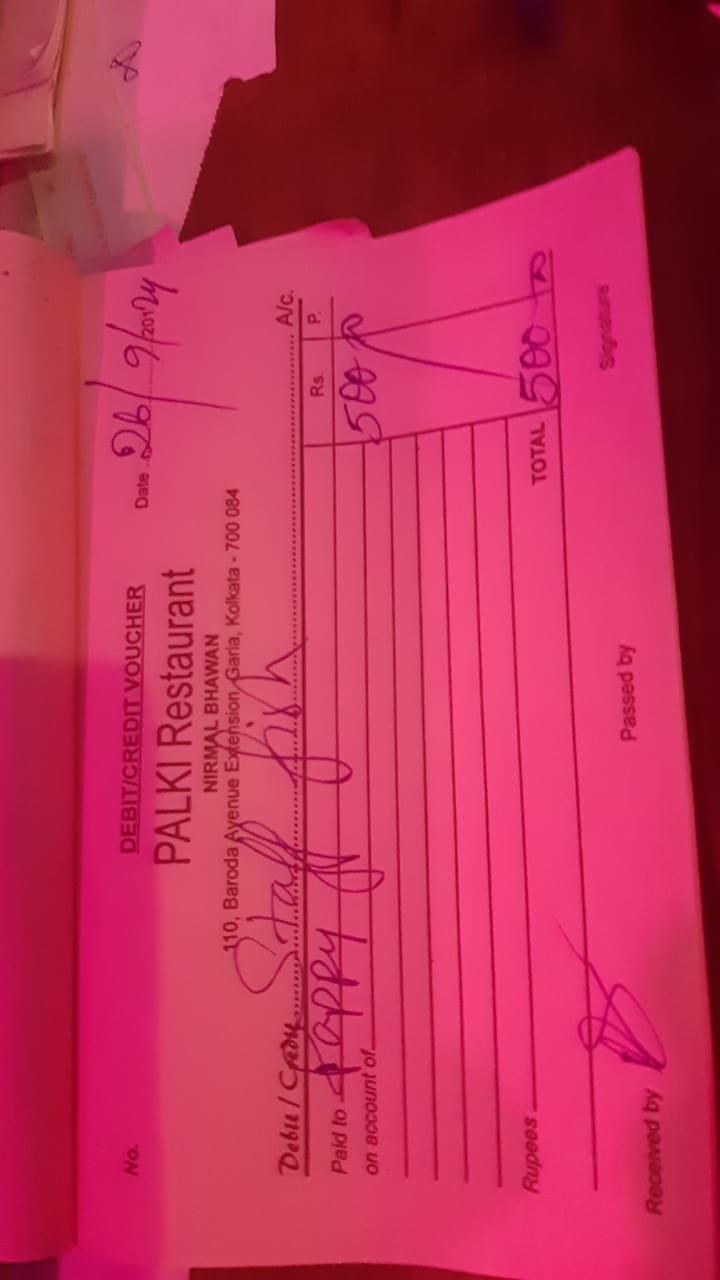 DEBIT/CREDIT VOUCHER
No.
Date 26/9/2024
PALKI Restaurant
NIRMAL BHAWAN
110, Baroda Avenue Extension, Garia, Kolkata - 700 084
Debit / Credit Staff fish A/c.
Rs. P.
Paid to Pappy 500
on account of
Rupees TOTAL 500
Received by Passed by Signature